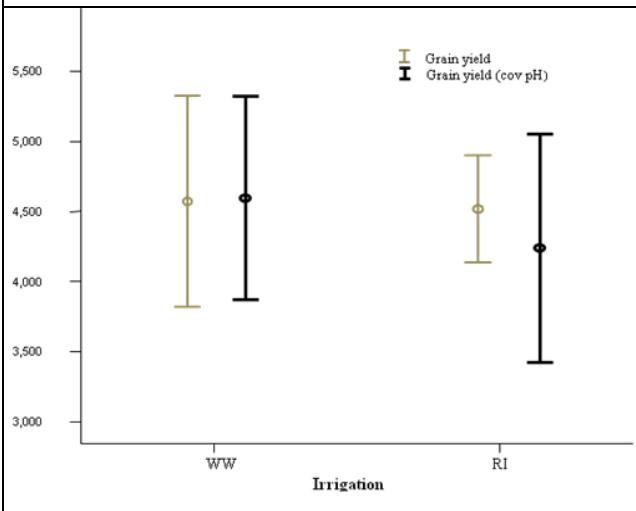 Grain yield
Grain yield (cov pH)
5,500
5,000
4,500
4,000
3,500
3,000
WW
RI
Irrigation